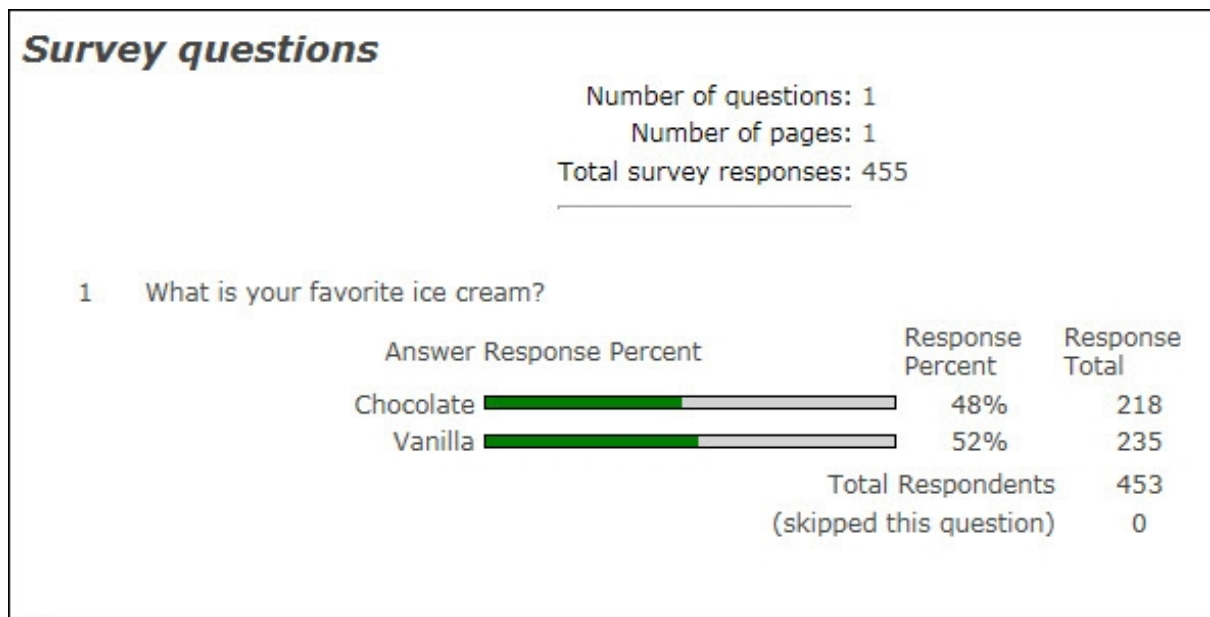 Survey questions
Number of questions: 1
Number of pages: 1
Total survey responses: 455
1 What is your favorite ice cream?
Answer Response Percent Response Percent Response Total
Chocolate 48% 218
Vanilla 52% 235
Total Respondents 453
(skipped this question) 0